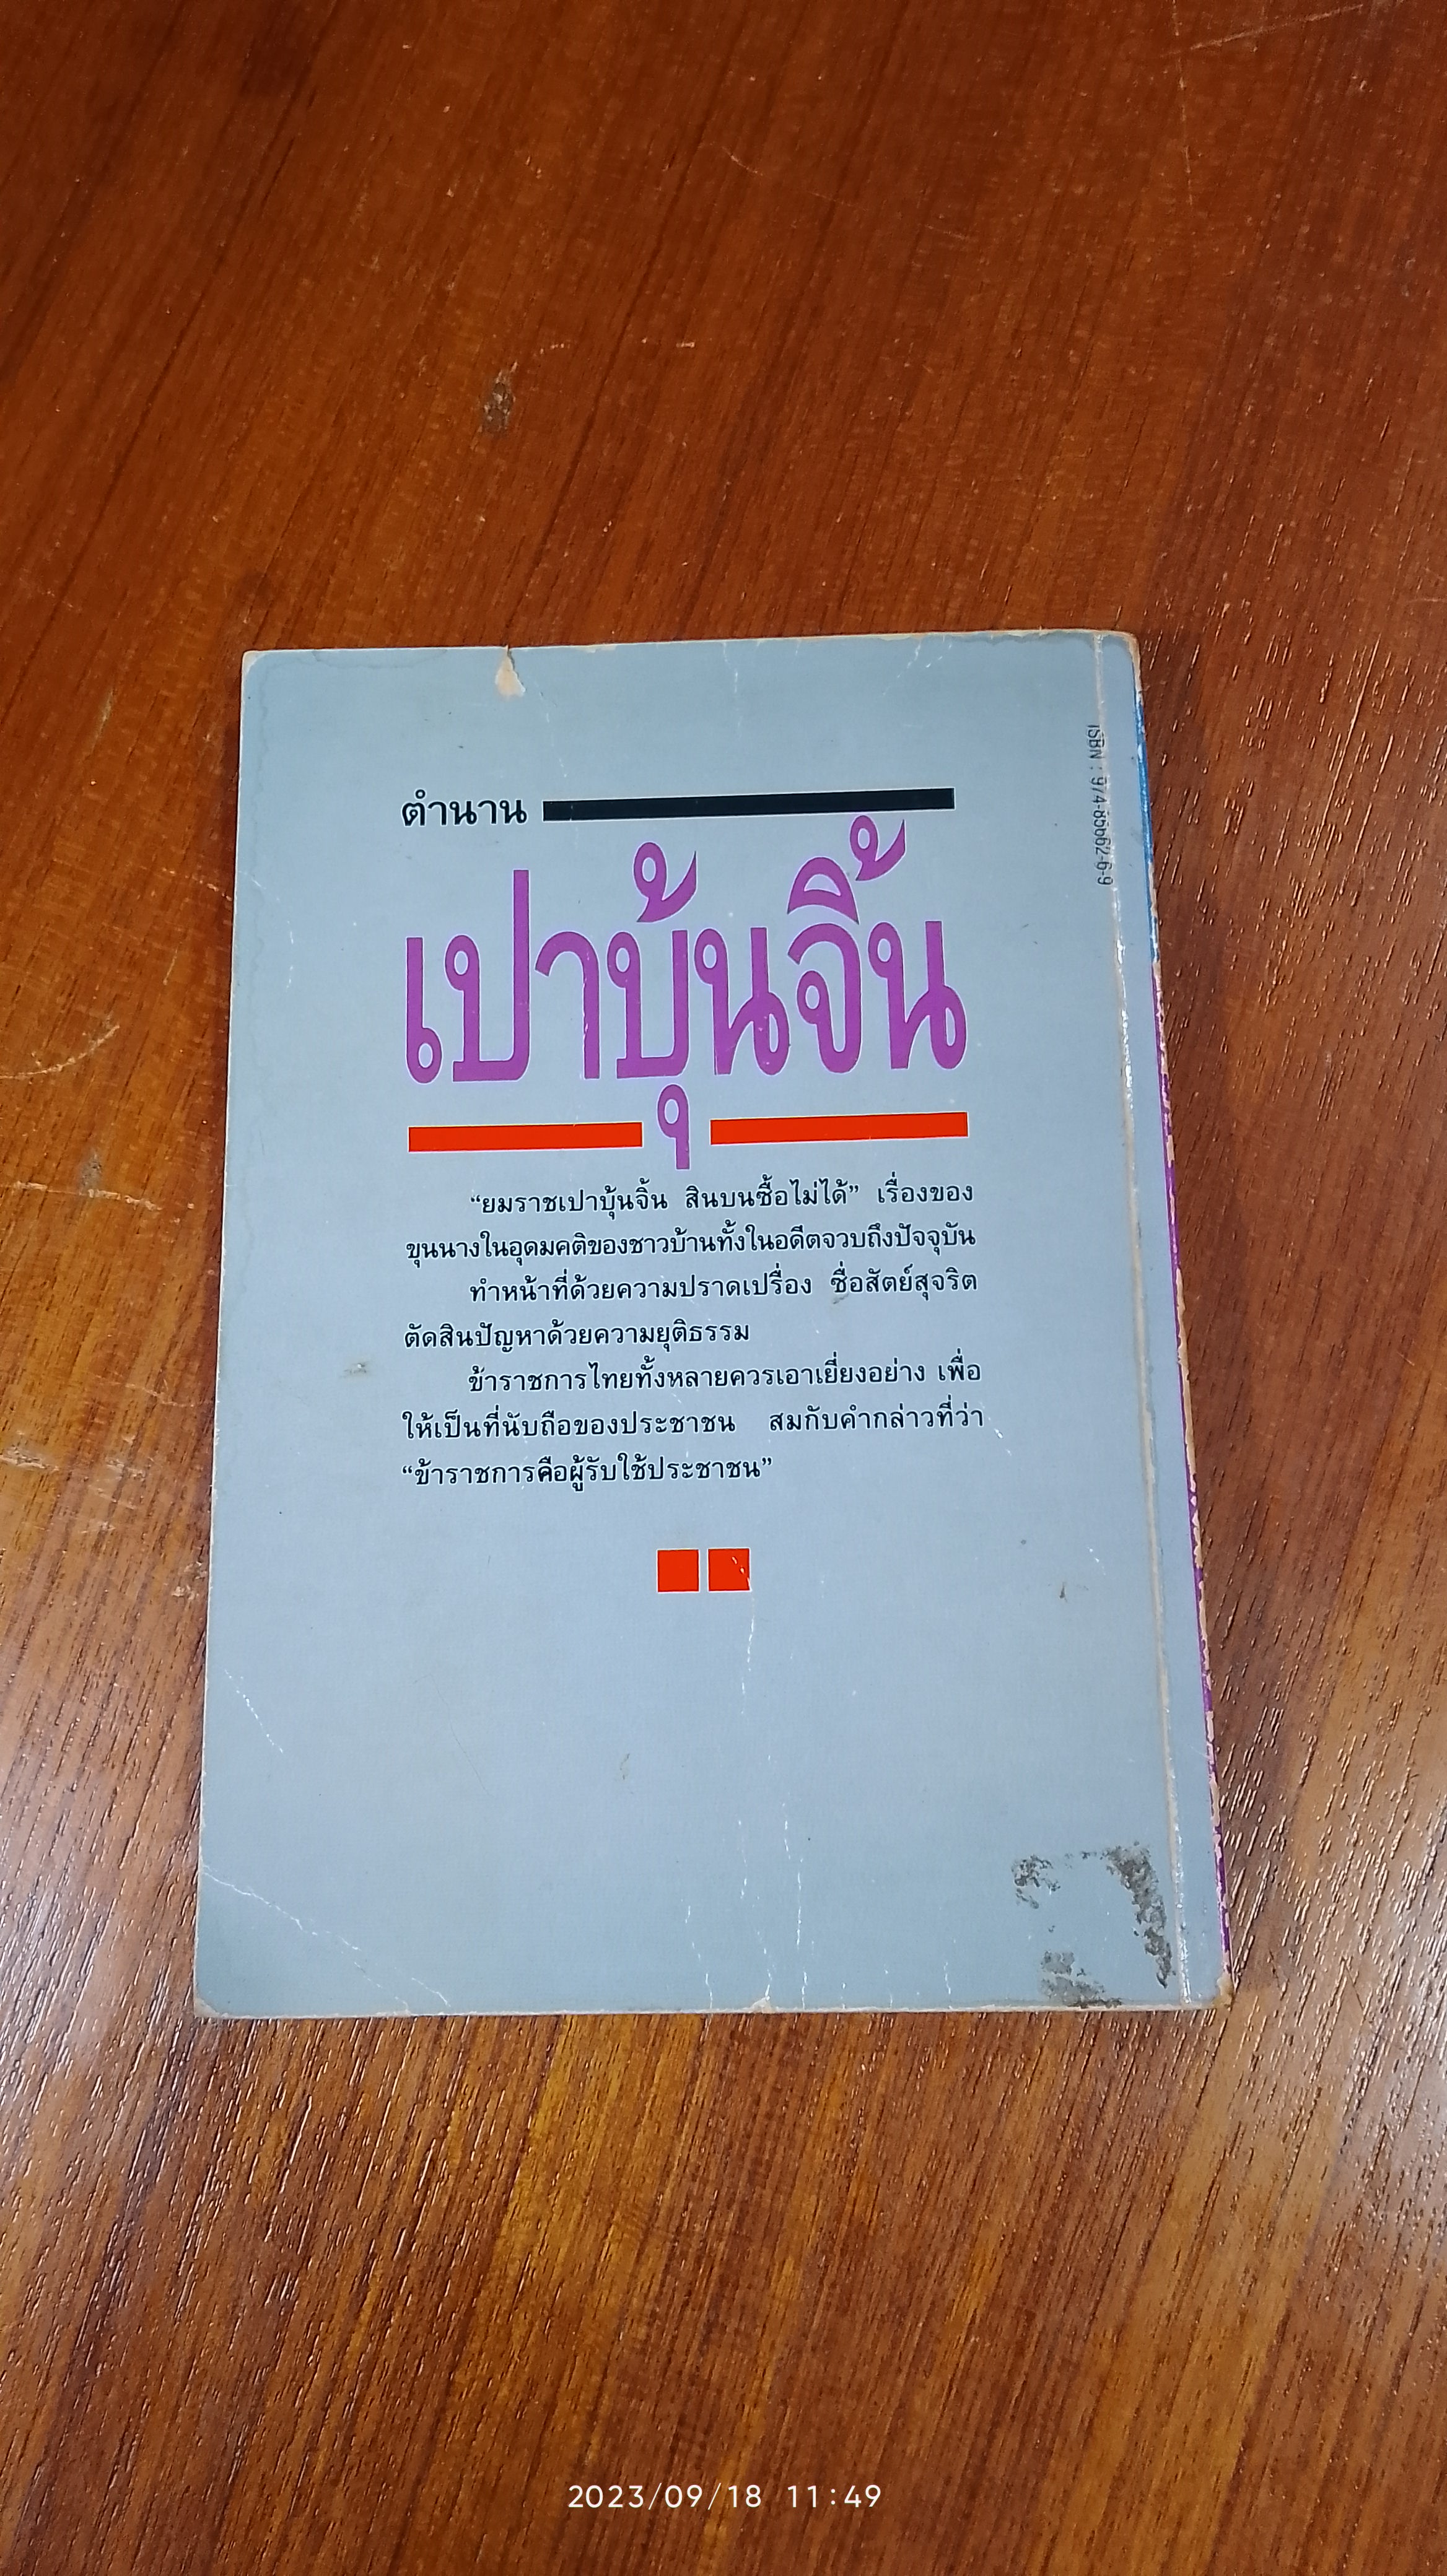 ตำนาน
เปาบุ้นจิ้น
“ยมราชเปาบุ้นจิ้น สินบนซื้อไม่ได้” เรื่องของ
ขุนนางในอุดมคติของชาวบ้านทั้งในอดีตจวบถึงปัจจุบัน
ทำหน้าที่ด้วยความปราดเปรื่อง ซื่อสัตย์สุจริต
ตัดสินปัญหาด้วยความยุติธรรม
ข้าราชการไทยทั้งหลายควรเอาเยี่ยงอย่าง เพื่อ
ให้เป็นที่นับถือของประชาชน สมกับคำกล่าวที่ว่า
“ข้าราชการคือผู้รับใช้ประชาชน”
ISBN :
2023/09/18 11:49